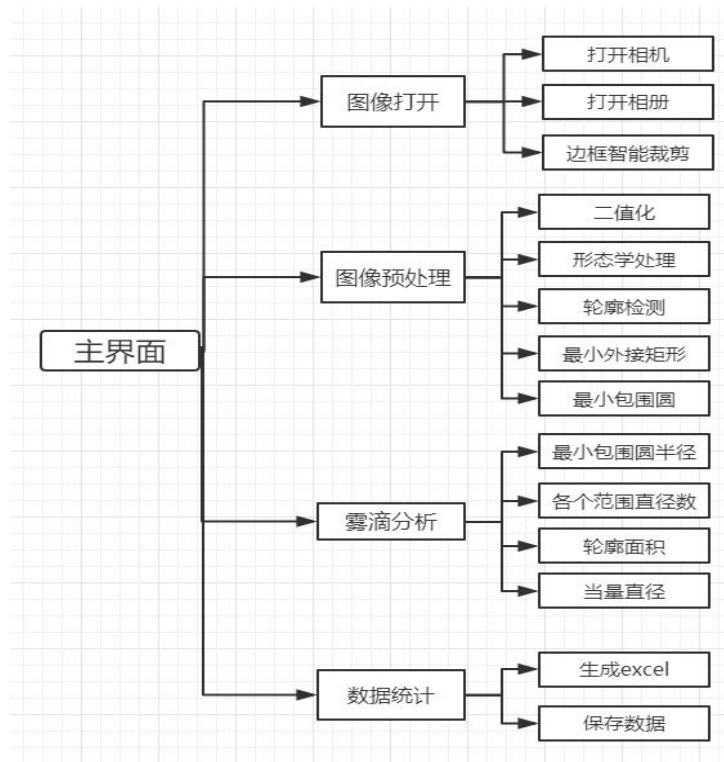 主界面
图像打开
打开相机
打开相册
边框智能裁剪
图像预处理
二值化
形态学处理
轮廓检测
最小外接矩形
最小包围圆
雾滴分析
最小包围圆半径
各个范围直径数
轮廓面积
当量直径
数据统计
生成excel
保存数据